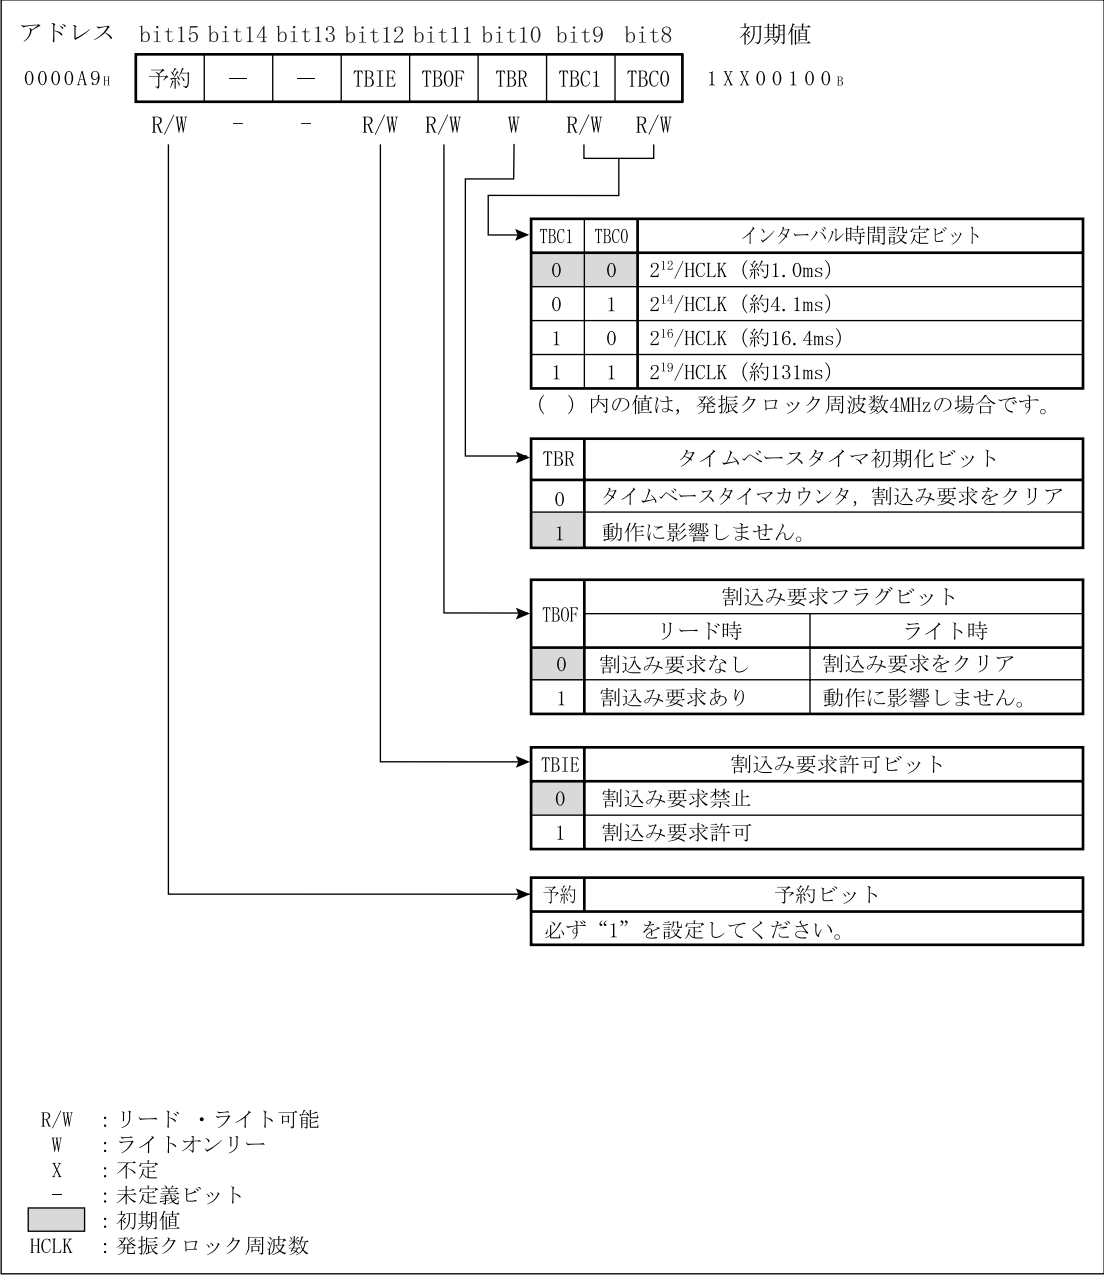 アドレス bit15 bit14 bit13 bit12 bit11 bit10 bit9 bit8 初期値
0000A9H 予約 － － TBIE TBOF TBR TBC1 TBC0 1XX00100B
R/W - - R/W R/W W R/W R/W
TBC1 TBC0 インターバル時間設定ビット
0 0 2¹²/HCLK (約1.0ms)
0 1 2¹⁴/HCLK (約4.1ms)
1 0 2¹⁶/HCLK (約16.4ms)
1 1 2¹⁹/HCLK (約131ms)
(　)内の値は，発振クロック周波数4MHzの場合です。
TBR タイムベースタイマ初期化ビット
0 タイムベースタイマカウンタ，割込み要求をクリア
1 動作に影響しません。
TBOF 割込み要求フラグビット
リード時 ライト時
0 割込み要求なし 割込み要求をクリア
1 割込み要求あり 動作に影響しません。
TBIE 割込み要求許可ビット
0 割込み要求禁止
1 割込み要求許可
予約 予約ビット
必ず“1”を設定してください。
R/W ：リード ・ライト可能
W ：ライトオンリー
X ：不定
- ：未定義ビット
：初期値
HCLK ：発振クロック周波数